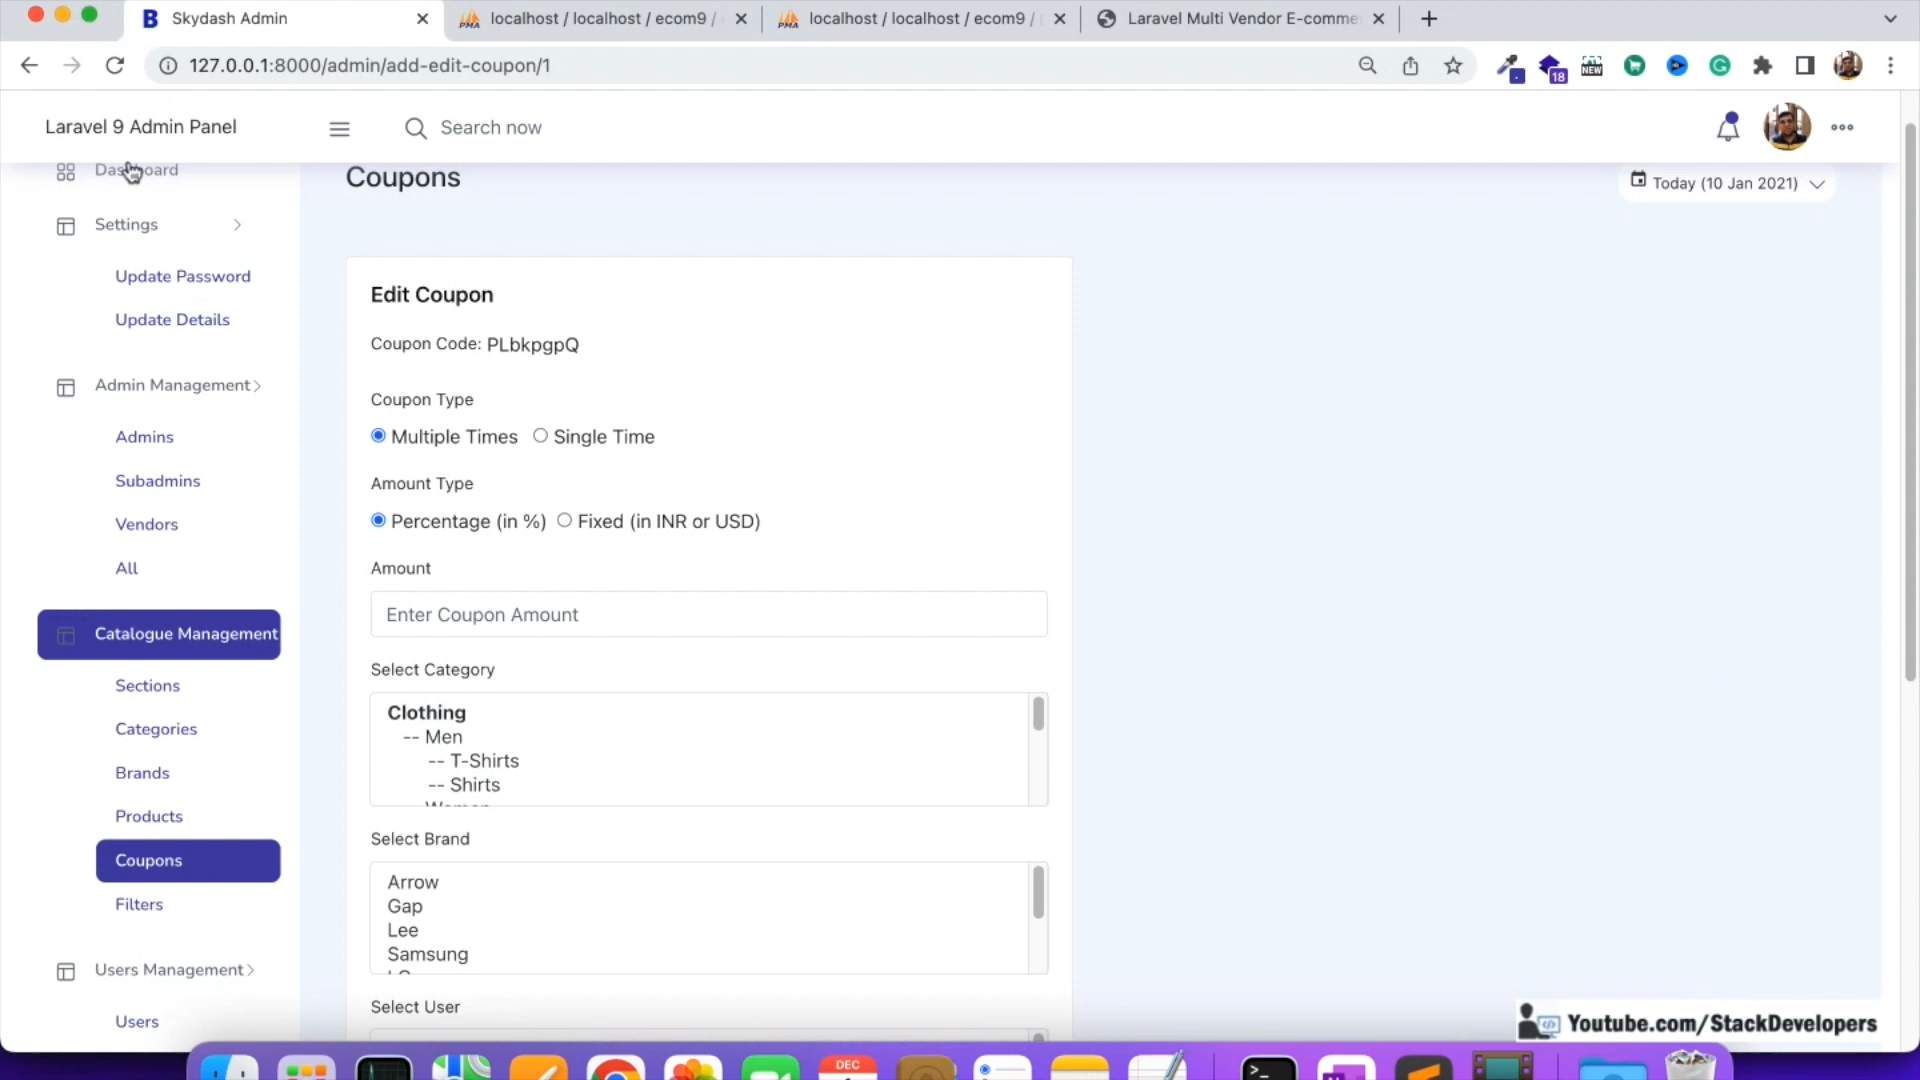 Skydash Admin
localhost / localhost / ecom9 /
localhost / localhost / ecom9 /
Laravel Multi Vendor E-comme
127.0.0.1:8000/admin/add-edit-coupon/1
18
NEW
Laravel 9 Admin Panel
Search now
Dashboard
Settings
Update Password
Update Details
Admin Management
Admins
Subadmins
Vendors
All
Catalogue Management
Sections
Categories
Brands
Products
Coupons
Filters
Users Management
Users
Coupons
Today (10 Jan 2021)
Edit Coupon
Coupon Code: PLbkpgpQ
Coupon Type
Multiple Times Single Time
Amount Type
Percentage (in %) Fixed (in INR or USD)
Amount
Enter Coupon Amount
Select Category
Clothing
-- Men
-- T-Shirts
-- Shirts
Select Brand
Arrow
Gap
Lee
Samsung
Select User
Youtube.com/StackDevelopers
DEC